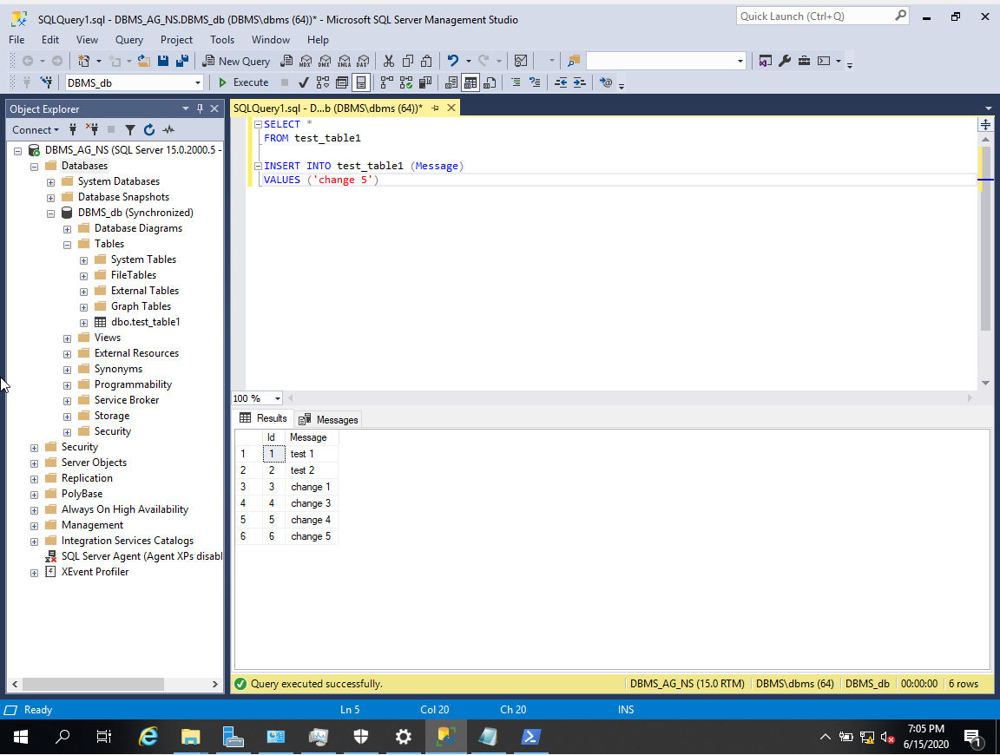 SQLQuery1.sql - DBMS_AG_NS.DBMS_db (DBMS\dbms (64))* - Microsoft SQL Server Management Studio
Quick Launch (Ctrl+Q)
File Edit View Query Project Tools Window Help
New Query MDX DMX XMLA DAX
DBMS_db Execute
Object Explorer
SQLQuery1.sql - D...b (DBMS\dbms (64))*
Connect
DBMS_AG_NS (SQL Server 15.0.2000.5 -
Databases
System Databases
Database Snapshots
DBMS_db (Synchronized)
Database Diagrams
Tables
System Tables
FileTables
External Tables
Graph Tables
dbo.test_table1
Views
External Resources
Synonyms
Programmability
Service Broker
Storage
Security
Security
Server Objects
Replication
PolyBase
Always On High Availability
Management
Integration Services Catalogs
SQL Server Agent (Agent XPs disabl
XEvent Profiler
SELECT *
FROM test_table1
INSERT INTO test_table1 (Message)
VALUES ('change 5')
100 %
Results Messages
Id Message
1 1 test 1
2 2 test 2
3 3 change 1
4 4 change 3
5 5 change 4
6 6 change 5
Query executed successfully.
DBMS_AG_NS (15.0 RTM) DBMS\dbms (64) DBMS_db 00:00:00 6 rows
Ready Ln 5 Col 20 Ch 20 INS
7:05 PM
6/15/2020
1